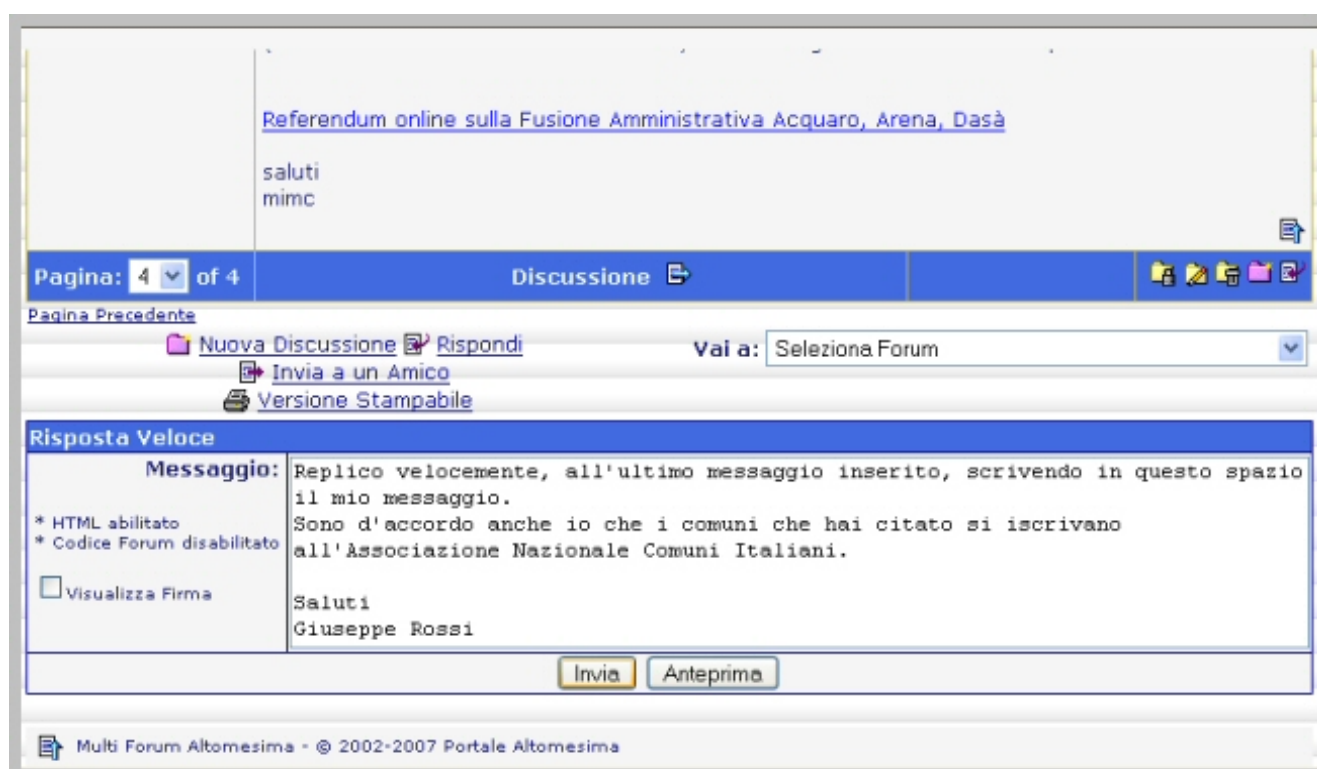 Referendum online sulla Fusione Amministrativa Acquaro, Arena, Dasà
saluti
mimc
Pagina: 4 of 4
Discussione
Pagina Precedente
Nuova Discussione Rispondi
Vai a: Seleziona Forum
Invia a un Amico
Versione Stampabile
Risposta Veloce
Messaggio:
* HTML abilitato
* Codice Forum disabilitato
Visualizza Firma
Replico velocemente, all'ultimo messaggio inserito, scrivendo in questo spazio
il mio messaggio.
Sono d'accordo anche io che i comuni che hai citato si iscrivano
all'Associazione Nazionale Comuni Italiani.
Saluti
Giuseppe Rossi
Invia Anteprima
Multi Forum Altomesima - © 2002-2007 Portale Altomesima